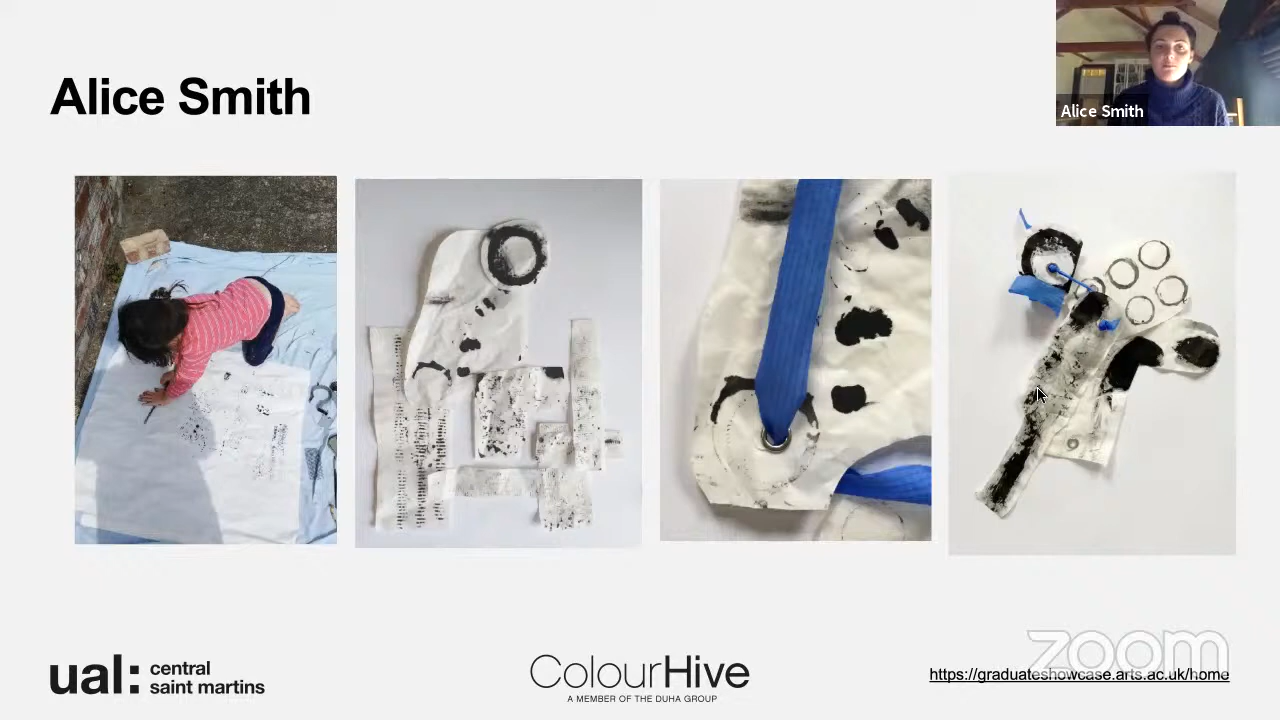 Alice Smith
Alice Smith
ual: central
saint martins
ColourHive
A MEMBER OF THE DUHA GROUP
zoom
https://graduateshowcase.arts.ac.uk/home